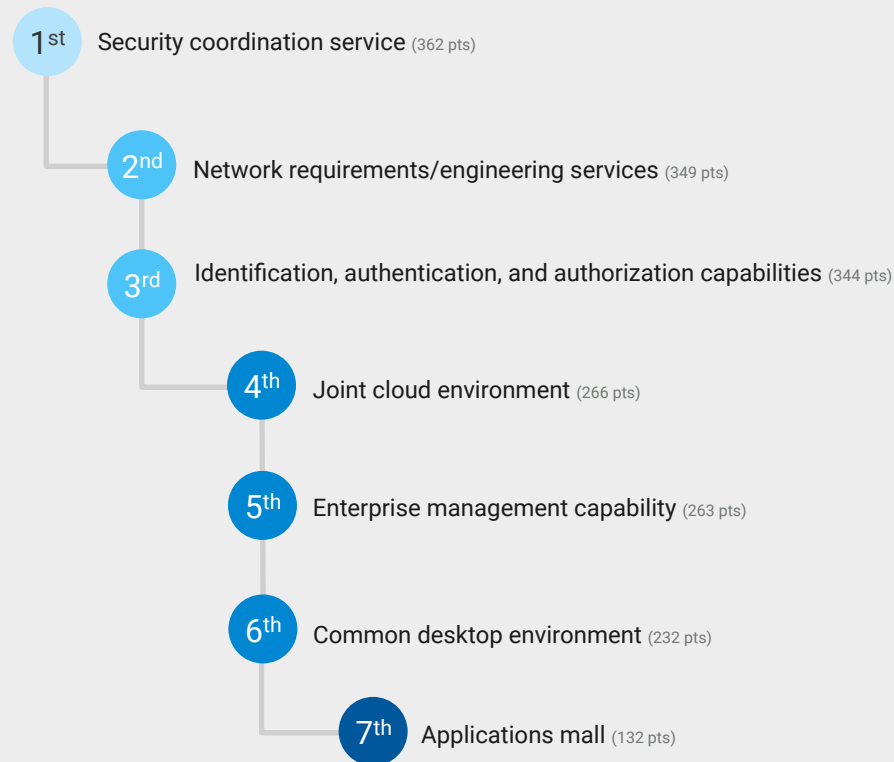 1st Security coordination service (362 pts)
2nd Network requirements/engineering services (349 pts)
3rd Identification, authentication, and authorization capabilities (344 pts)
4th Joint cloud environment (266 pts)
5th Enterprise management capability (263 pts)
6th Common desktop environment (232 pts)
7th Applications mall (132 pts)